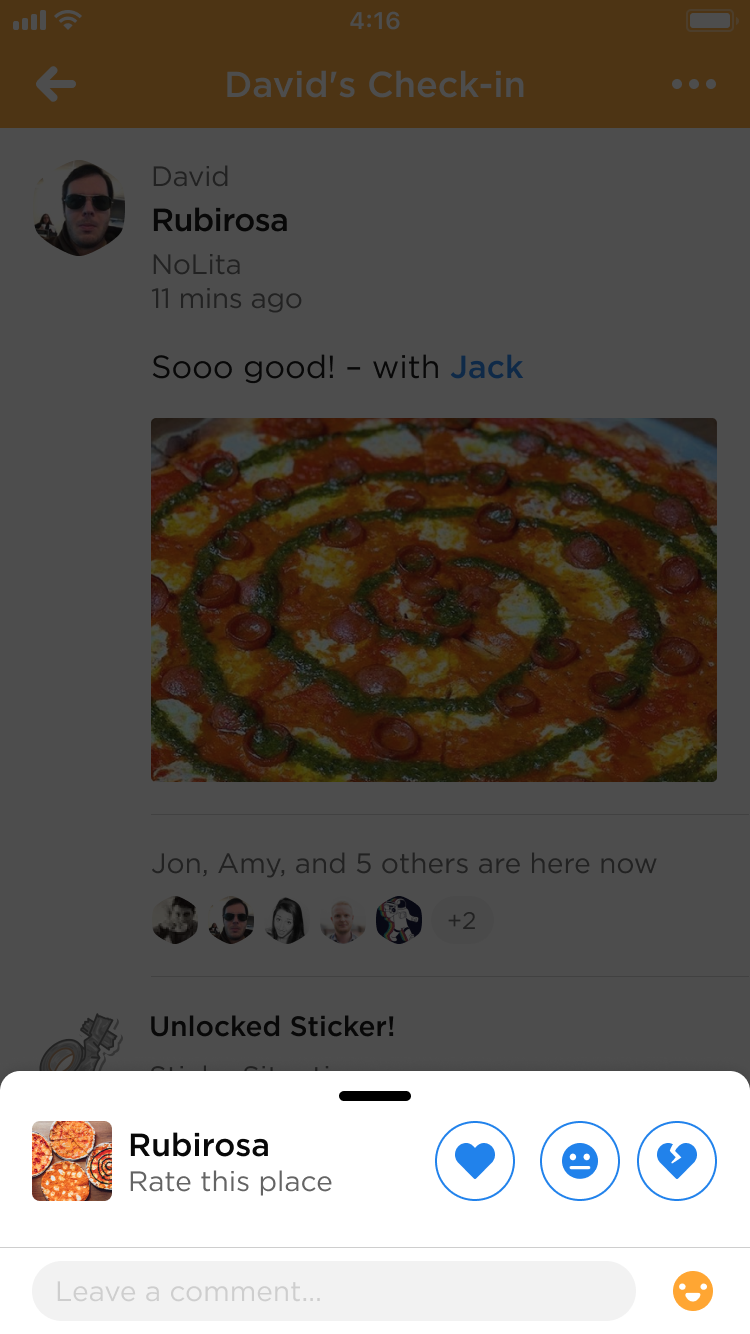 4:16
David's Check-in
David
Rubirosa
NoLita
11 mins ago
Sooo good! – with Jack
Jon, Amy, and 5 others are here now
+2
Unlocked Sticker!
Rubirosa
Rate this place
Leave a comment...